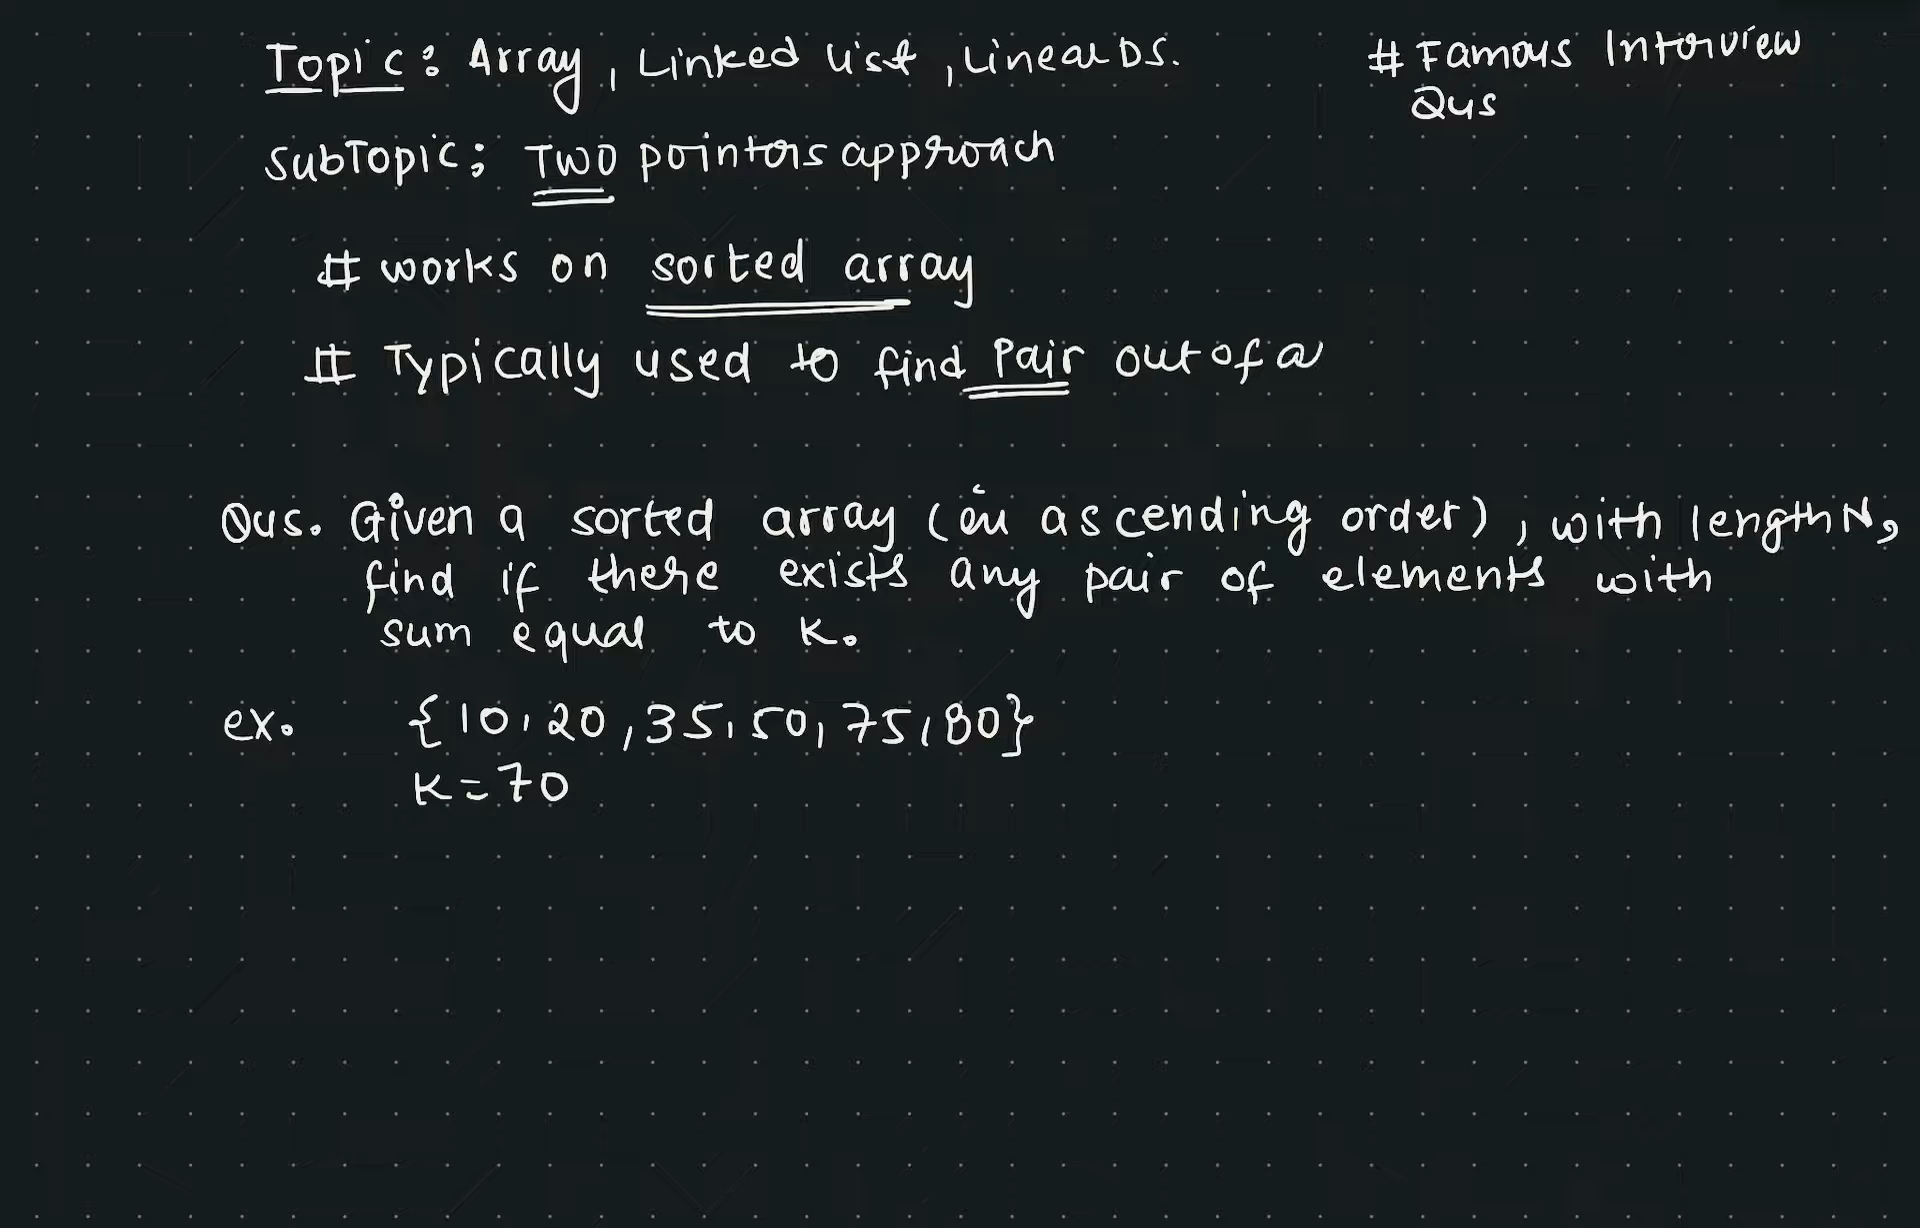 Topic: Array, Linked list, Linear DS.
# Famous Interview
Qus
SubTopic: Two pointers approach
# works on sorted array
# Typically used to find Pair out of a
Qus. Given a sorted array (in ascending order), with length N,
find if there exists any pair of elements with
sum equal to K.
ex. {10, 20, 35, 50, 75, 80}
K=70